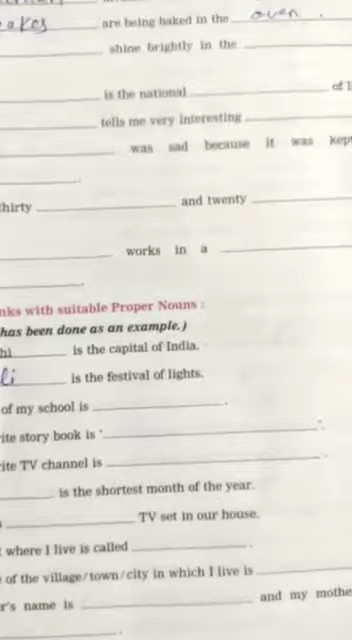 akes are being baked in the oven.
shine brightly in the
is the national of I
tells me very interesting
was sad because it was kept
thirty and twenty
works in a
nks with suitable Proper Nouns :
has been done as an example.)
hi is the capital of India.
li is the festival of lights.
of my school is .
ite story book is ' '.
ite TV channel is .
is the shortest month of the year.
TV set in our house.
where I live is called .
of the village/town/city in which I live is
r's name is and my mothe